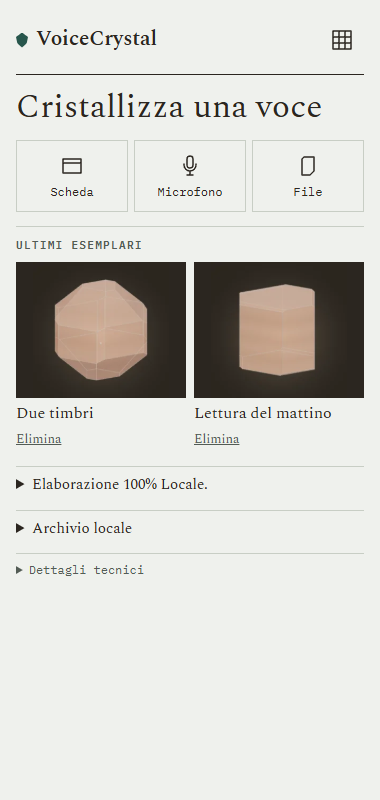 VoiceCrystal
Cristallizza una voce
Scheda
Microfono
File
ULTIMI ESEMPLARI
Due timbri
Lettura del mattino
Elimina
Elimina
Elaborazione 100% Locale.
Archivio locale
Dettagli tecnici